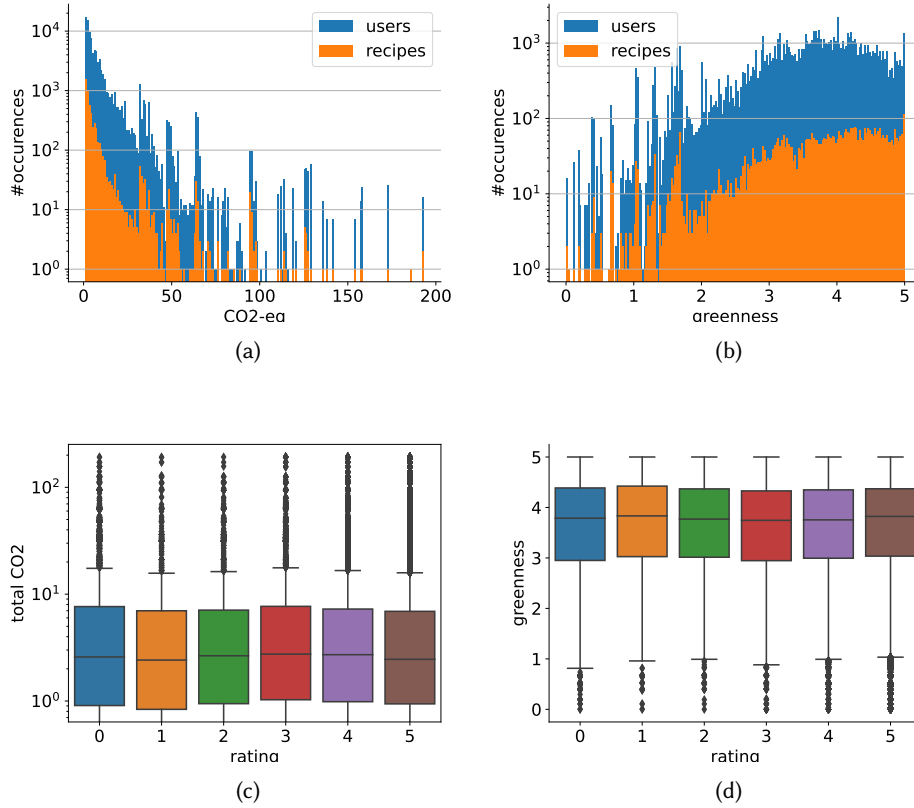 #occurences
10^4
10^3
10^2
10^1
10^0
users
recipes
0
50
100
150
200
CO2-eq
(a)
#occurences
10^3
10^2
10^1
10^0
users
recipes
0
1
2
3
4
5
greenness
(b)
total CO2
10^2
10^1
10^0
0
1
2
3
4
5
rating
(c)
greenness
5
4
3
2
1
0
0
1
2
3
4
5
rating
(d)